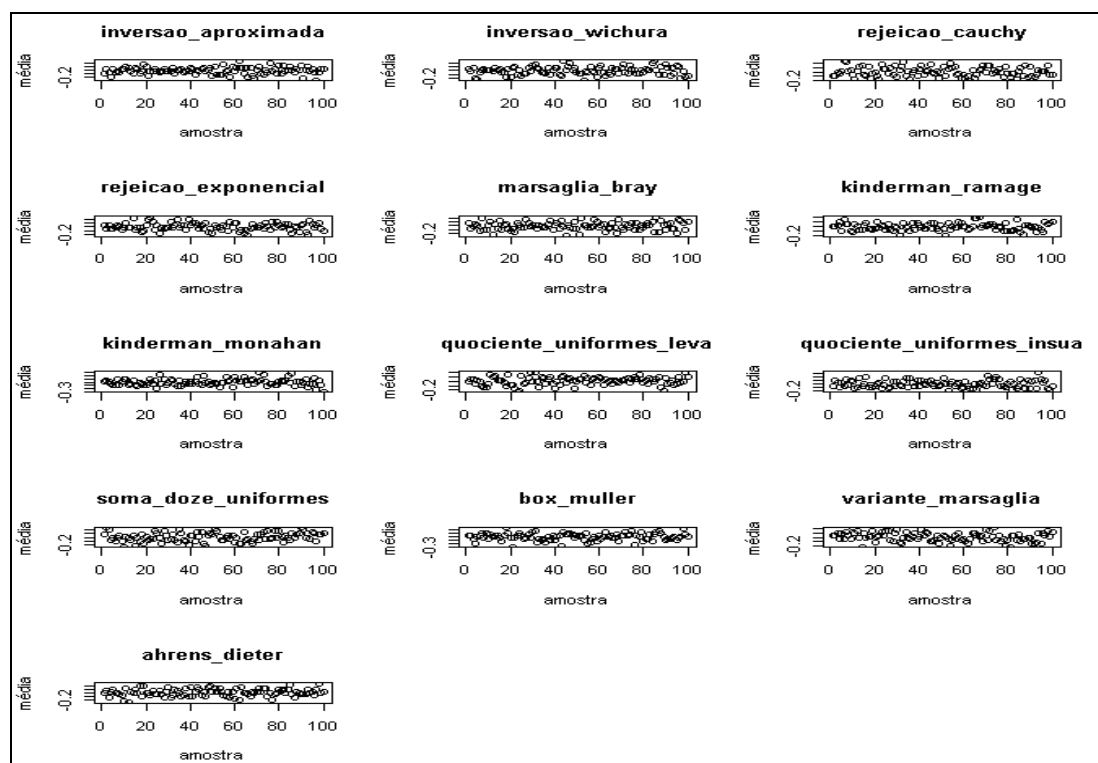 inversao_aproximada inversao_wichura rejeicao_cauchy
média -0.2 média -0.2 média -0.2
0 20 40 60 80 100 0 20 40 60 80 100 0 20 40 60 80 100
amostra amostra amostra
rejeicao_exponencial marsaglia_bray kinderman_ramage
média -0.2 média -0.2 média -0.2
0 20 40 60 80 100 0 20 40 60 80 100 0 20 40 60 80 100
amostra amostra amostra
kinderman_monahan quociente_uniformes_leva quociente_uniformes_insua
média -0.3 média -0.2 média -0.2
0 20 40 60 80 100 0 20 40 60 80 100 0 20 40 60 80 100
amostra amostra amostra
soma_doze_uniformes box_muller variante_marsaglia
média -0.2 média -0.3 média -0.2
0 20 40 60 80 100 0 20 40 60 80 100 0 20 40 60 80 100
amostra amostra amostra
ahrens_dieter
média -0.2
0 20 40 60 80 100
amostra